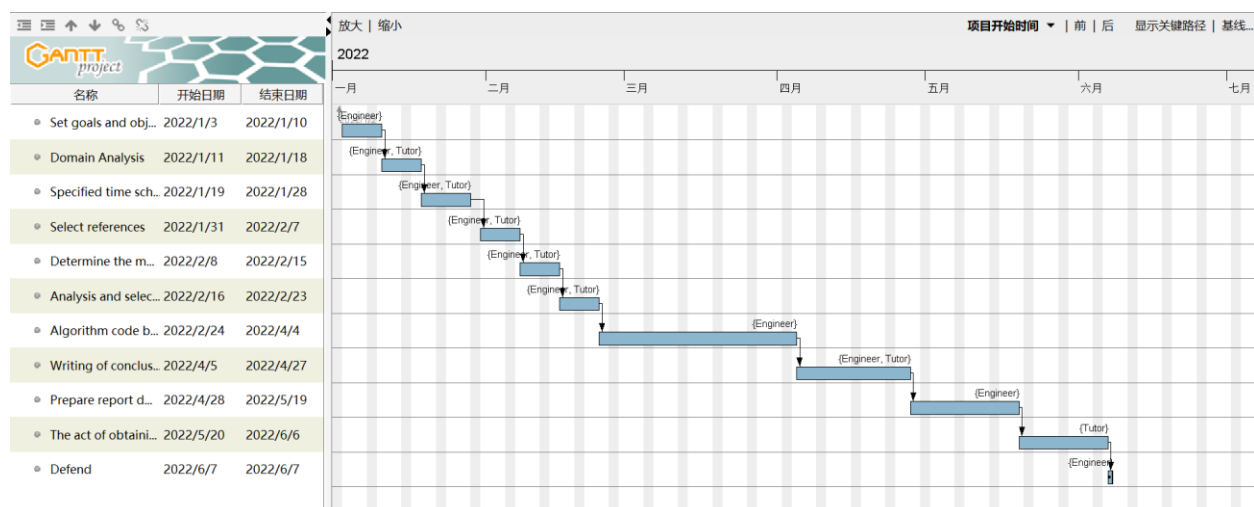 放大 | 缩小
项目开始时间 ▼ | 前 | 后 显示关键路径 | 基线...
GANTT
project
2022
名称 开始日期 结束日期
一月 二月 三月 四月 五月 六月 七月
Set goals and obj... 2022/1/3 2022/1/10
{Engineer}
Domain Analysis 2022/1/11 2022/1/18
{Engineer, Tutor}
Specified time sch... 2022/1/19 2022/1/28
{Engineer, Tutor}
Select references 2022/1/31 2022/2/7
{Engineer, Tutor}
Determine the m... 2022/2/8 2022/2/15
{Engineer, Tutor}
Analysis and selec... 2022/2/16 2022/2/23
{Engineer, Tutor}
Algorithm code b... 2022/2/24 2022/4/4
{Engineer}
Writing of conclus... 2022/4/5 2022/4/27
{Engineer, Tutor}
Prepare report d... 2022/4/28 2022/5/19
{Engineer}
The act of obtaini... 2022/5/20 2022/6/6
{Tutor}
Defend 2022/6/7 2022/6/7
{Engineer}